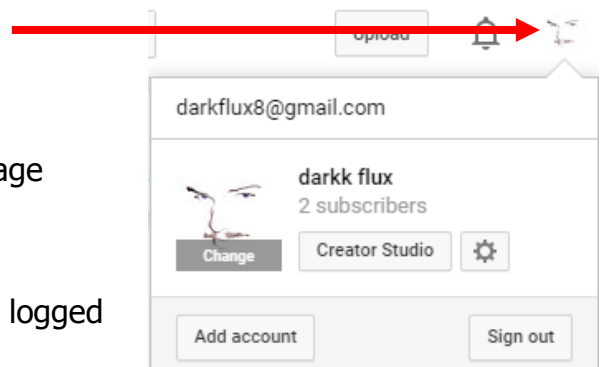 Upload
darkflux8@gmail.com
age
darkk flux
2 subscribers
Change
Creator Studio
logged
Add account
Sign out